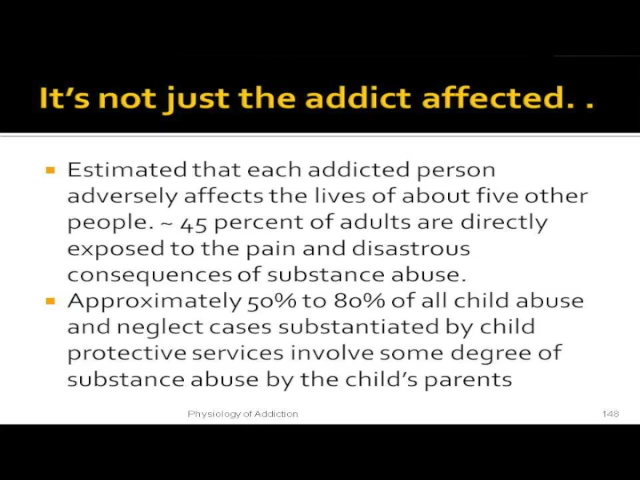 It's not just the addict affected. .
Estimated that each addicted person
adversely affects the lives of about five other
people. ~ 45 percent of adults are directly
exposed to the pain and disastrous
consequences of substance abuse.
Approximately 50% to 80% of all child abuse
and neglect cases substantiated by child
protective services involve some degree of
substance abuse by the child's parents
Physiology of Addiction 148